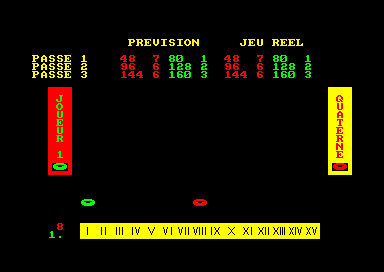 PREVISION JEU REEL
PASSE 1 48 7 80 1 48 7 80 1
PASSE 2 96 6 128 2 96 6 128 2
PASSE 3 144 6 160 3 144 6 160 3
JOUEUR 1
QUATERNE
8
1.
I II III IV V VI VII VIII IX X XI XII XIII XIV XV